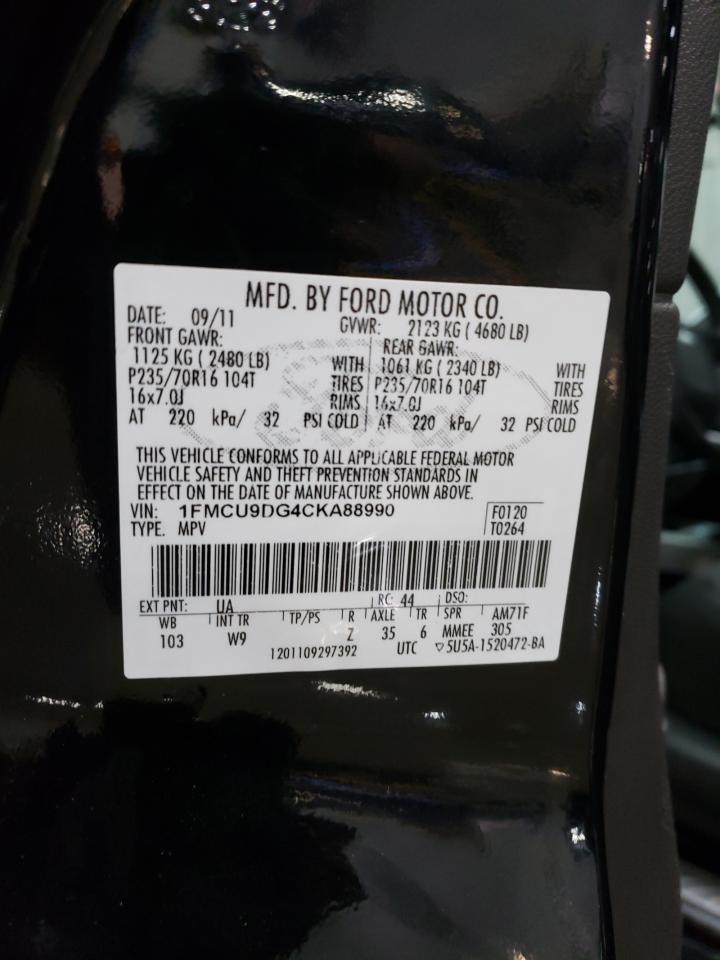 MFD. BY FORD MOTOR CO.
DATE: 09/11 GVWR: 2123 KG ( 4680 LB)
FRONT GAWR: REAR GAWR:
1125 KG ( 2480 LB) WITH 1061 KG ( 2340 LB) WITH
P235/70R16 104T TIRES P235/70R16 104T TIRES
16x7.0J RIMS 16x7.0J RIMS
AT 220 kPa/ 32 PSI COLD AT 220 kPa/ 32 PSI COLD
THIS VEHICLE CONFORMS TO ALL APPLICABLE FEDERAL MOTOR
VEHICLE SAFETY AND THEFT PREVENTION STANDARDS IN
EFFECT ON THE DATE OF MANUFACTURE SHOWN ABOVE.
VIN: 1FMCU9DG4CKA88990 F0120
TYPE. MPV T0264
EXT PNT: UA RC: 44 DSO:
WB INT TR TP/PS R AXLE TR SPR AM71F
103 W9 Z 35 6 MMEE 305
1201109297392 UTC ▽5U5A-1520472-BA